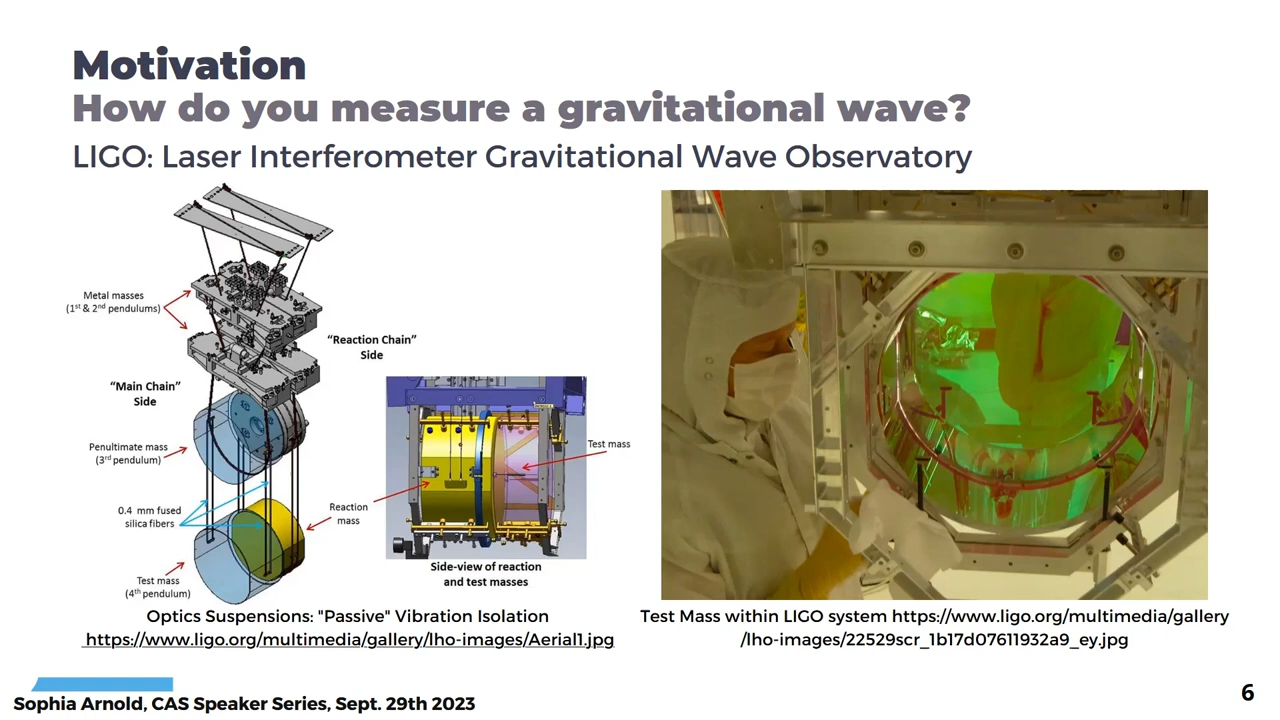 Motivation
How do you measure a gravitational wave?
LIGO: Laser Interferometer Gravitational Wave Observatory
Metal masses
(1st & 2nd pendulums)
"Reaction Chain"
Side
"Main Chain"
Side
Penultimate mass
(3rd pendulum)
Test mass
0.4 mm fused
silica fibers
Reaction
mass
Test mass
(4th pendulum)
Side-view of reaction
and test masses
Optics Suspensions: "Passive" Vibration Isolation
https://www.ligo.org/multimedia/gallery/lho-images/Aerial1.jpg
Test Mass within LIGO system https://www.ligo.org/multimedia/gallery
/lho-images/22529scr_1b17d07611932a9_ey.jpg
Sophia Arnold, CAS Speaker Series, Sept. 29th 2023
6